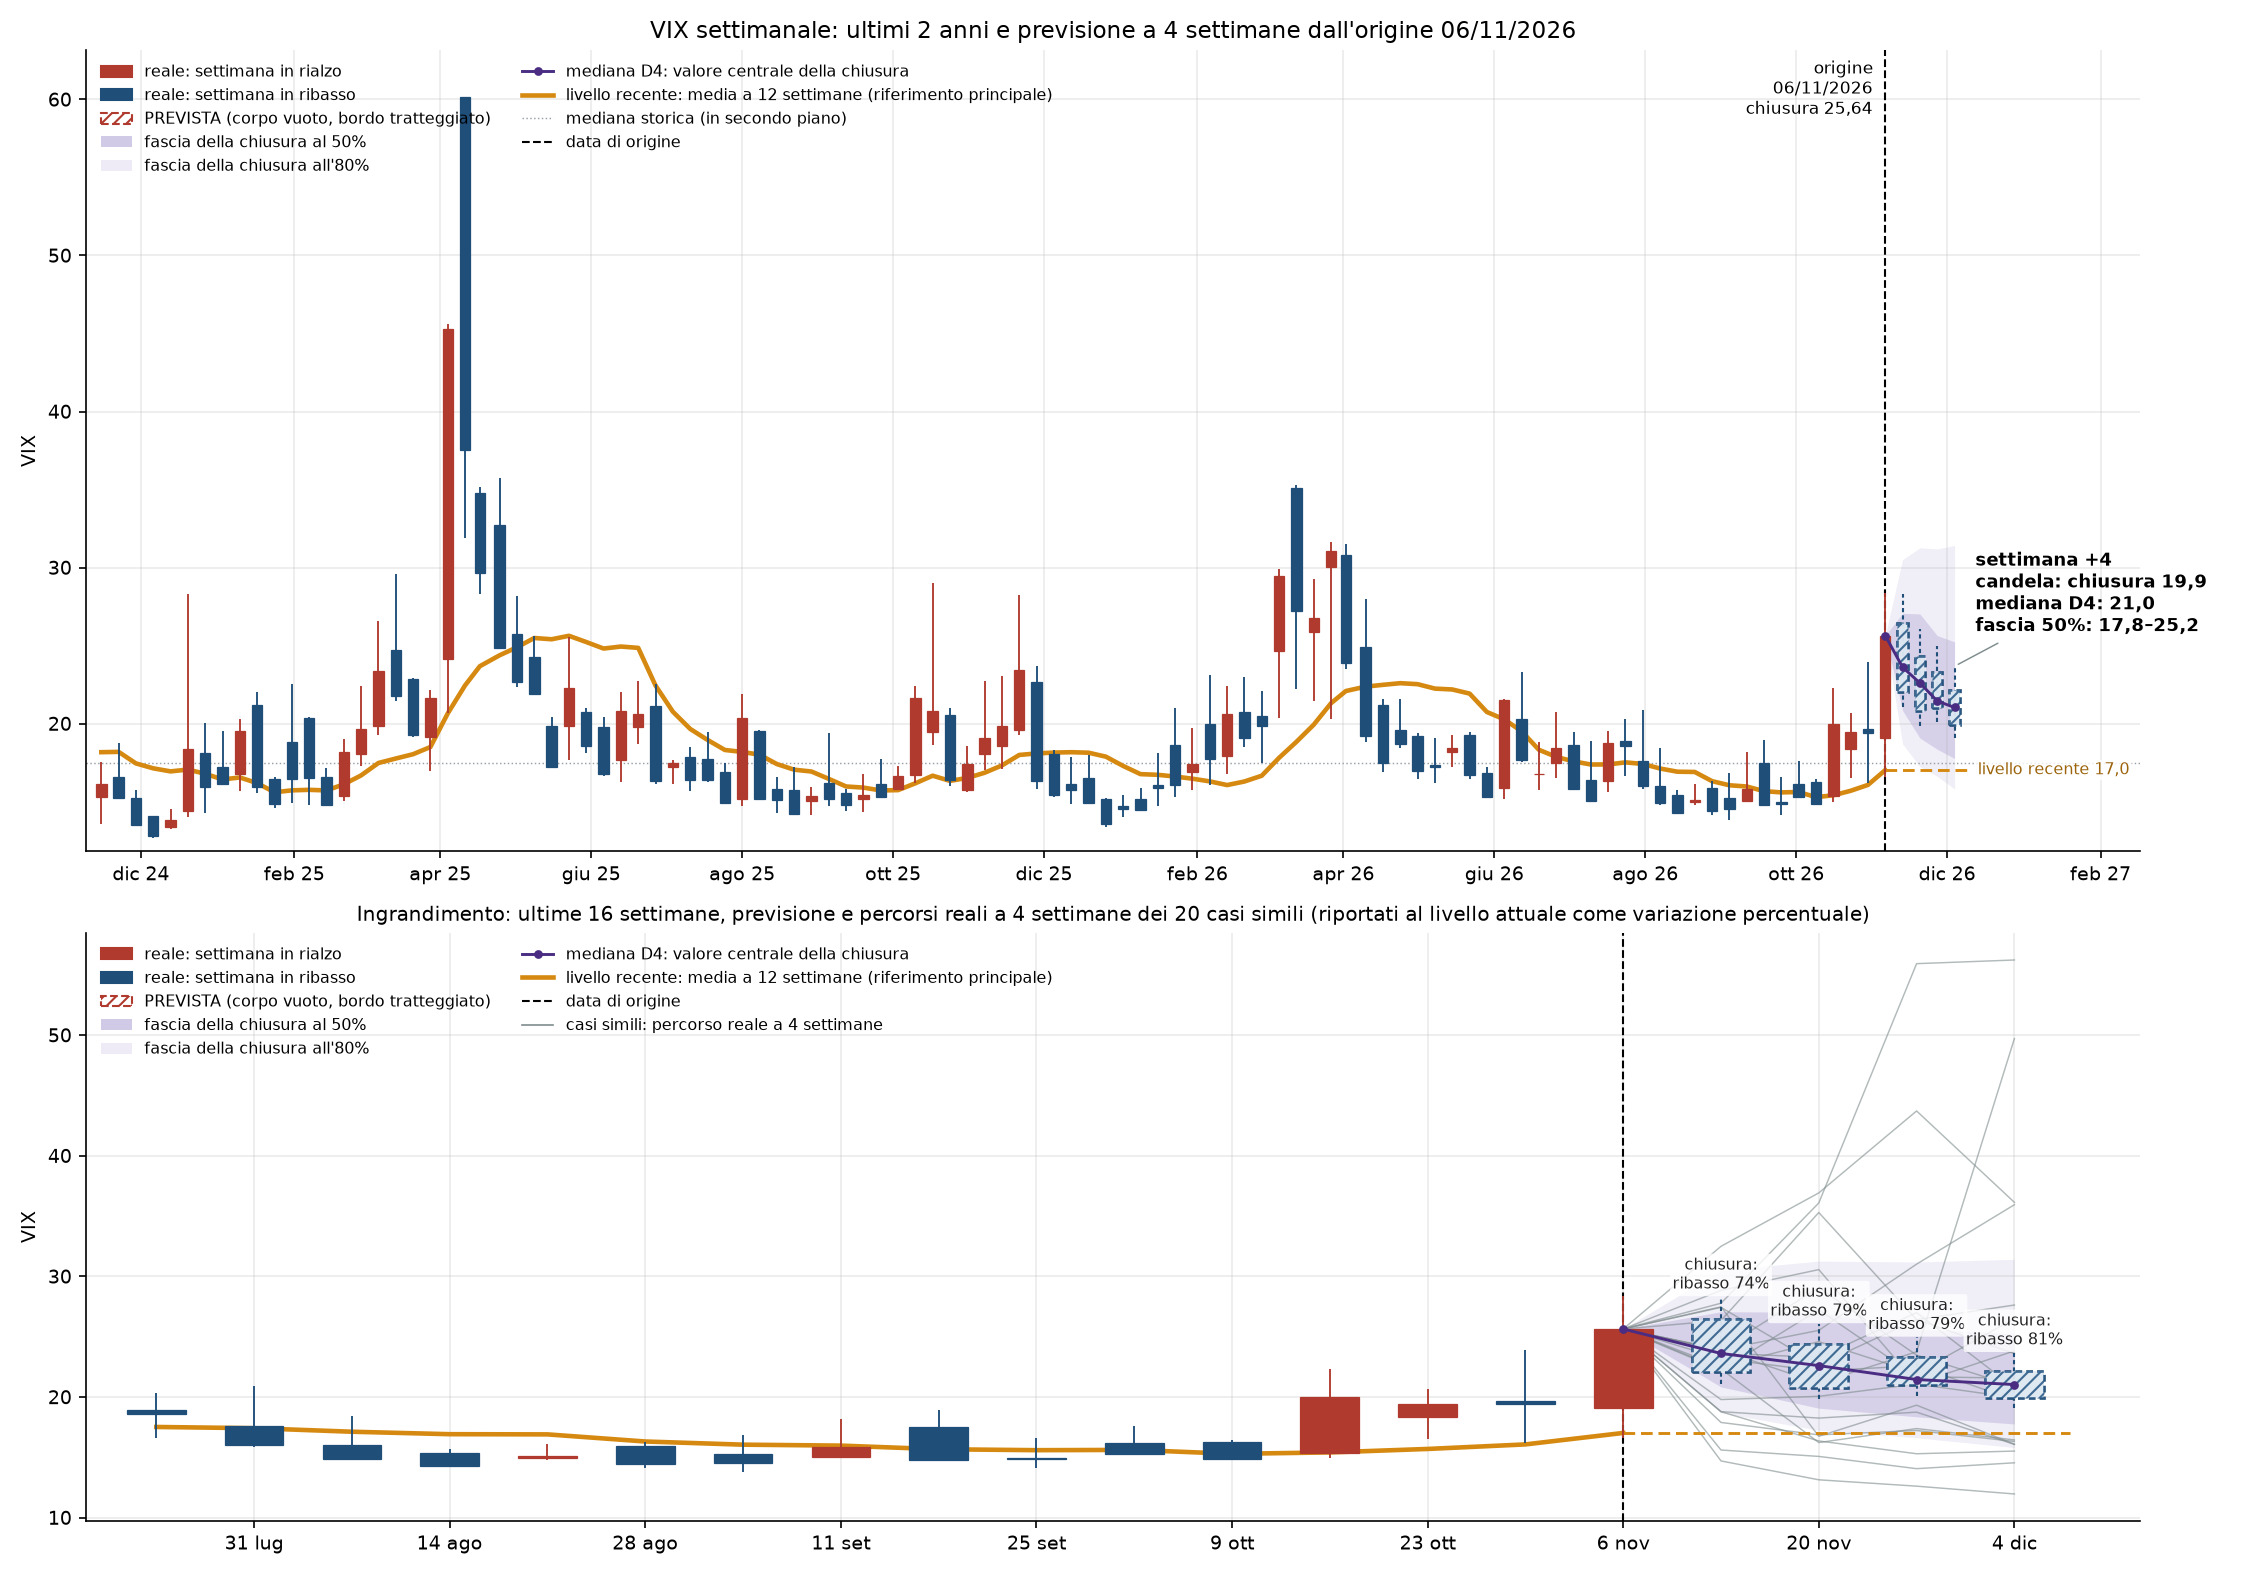 VIX settimanale: ultimi 2 anni e previsione a 4 settimane dall'origine 06/11/2026
reale: settimana in rialzo
reale: settimana in ribasso
PREVISTA (corpo vuoto, bordo tratteggiato)
fascia della chiusura al 50%
fascia della chiusura all'80%
mediana D4: valore centrale della chiusura
livello recente: media a 12 settimane (riferimento principale)
mediana storica (in secondo piano)
data di origine
origine
06/11/2026
chiusura 25,64
60
50
40
30
20
VIX
settimana +4
candela: chiusura 19,9
mediana D4: 21,0
fascia 50%: 17,8–25,2
livello recente 17,0
dic 24
feb 25
apr 25
giu 25
ago 25
ott 25
dic 25
feb 26
apr 26
giu 26
ago 26
ott 26
dic 26
feb 27
Ingrandimento: ultime 16 settimane, previsione e percorsi reali a 4 settimane dei 20 casi simili (riportati al livello attuale come variazione percentuale)
reale: settimana in rialzo
reale: settimana in ribasso
PREVISTA (corpo vuoto, bordo tratteggiato)
fascia della chiusura al 50%
fascia della chiusura all'80%
mediana D4: valore centrale della chiusura
livello recente: media a 12 settimane (riferimento principale)
data di origine
casi simili: percorso reale a 4 settimane
50
40
30
20
10
VIX
chiusura:
ribasso 74%
chiusura:
ribasso 79%
chiusura:
ribasso 79%
chiusura:
ribasso 81%
31 lug
14 ago
28 ago
11 set
25 set
9 ott
23 ott
6 nov
20 nov
4 dic